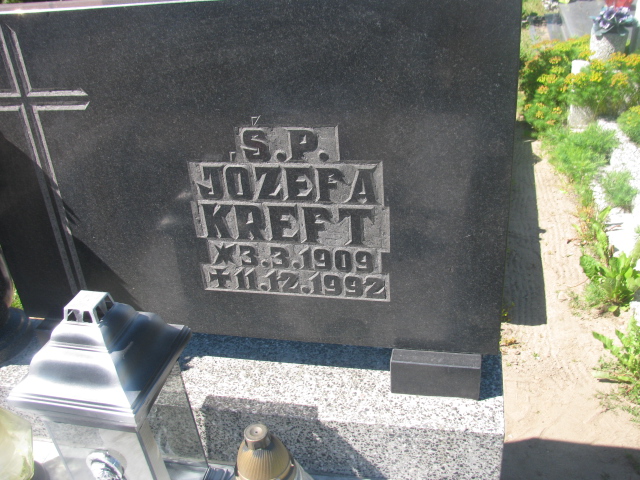 Ś.P.
JÓZEFA
KREFT
*3.3.1909
✝11.12.1992